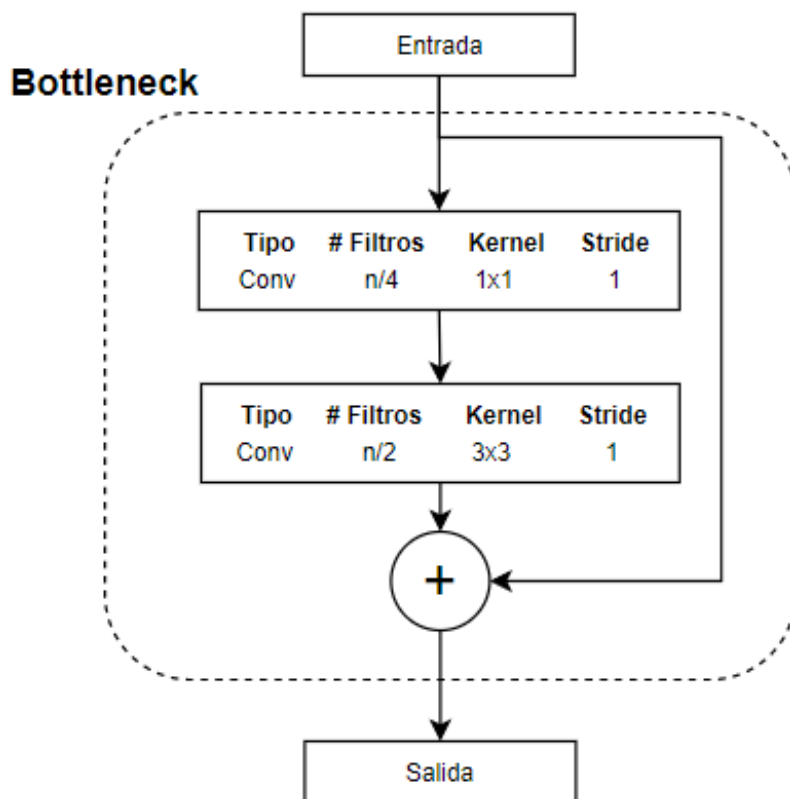 Entrada
Bottleneck
Tipo # Filtros Kernel Stride
Conv n/4 1x1 1
Tipo # Filtros Kernel Stride
Conv n/2 3x3 1
+
Salida